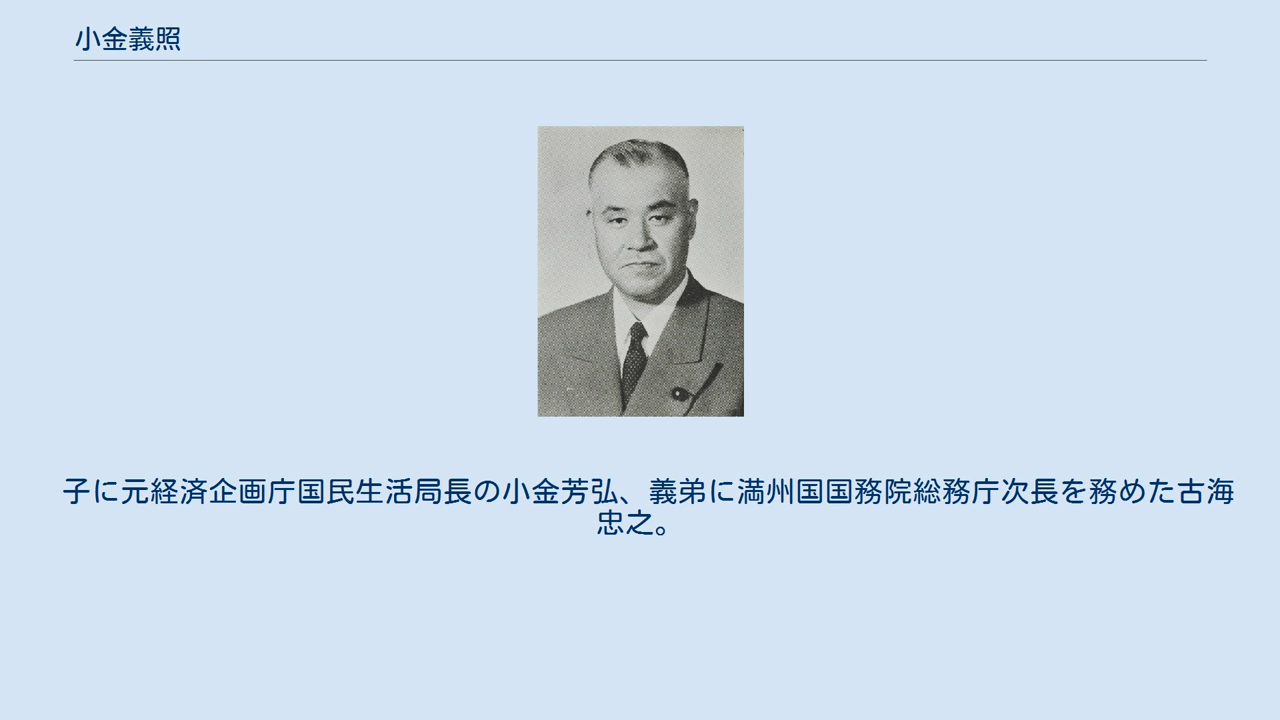 小金義照
子に元経済企画庁国民生活局長の小金芳弘、義弟に満州国国務院総務庁次長を務めた古海
忠之。